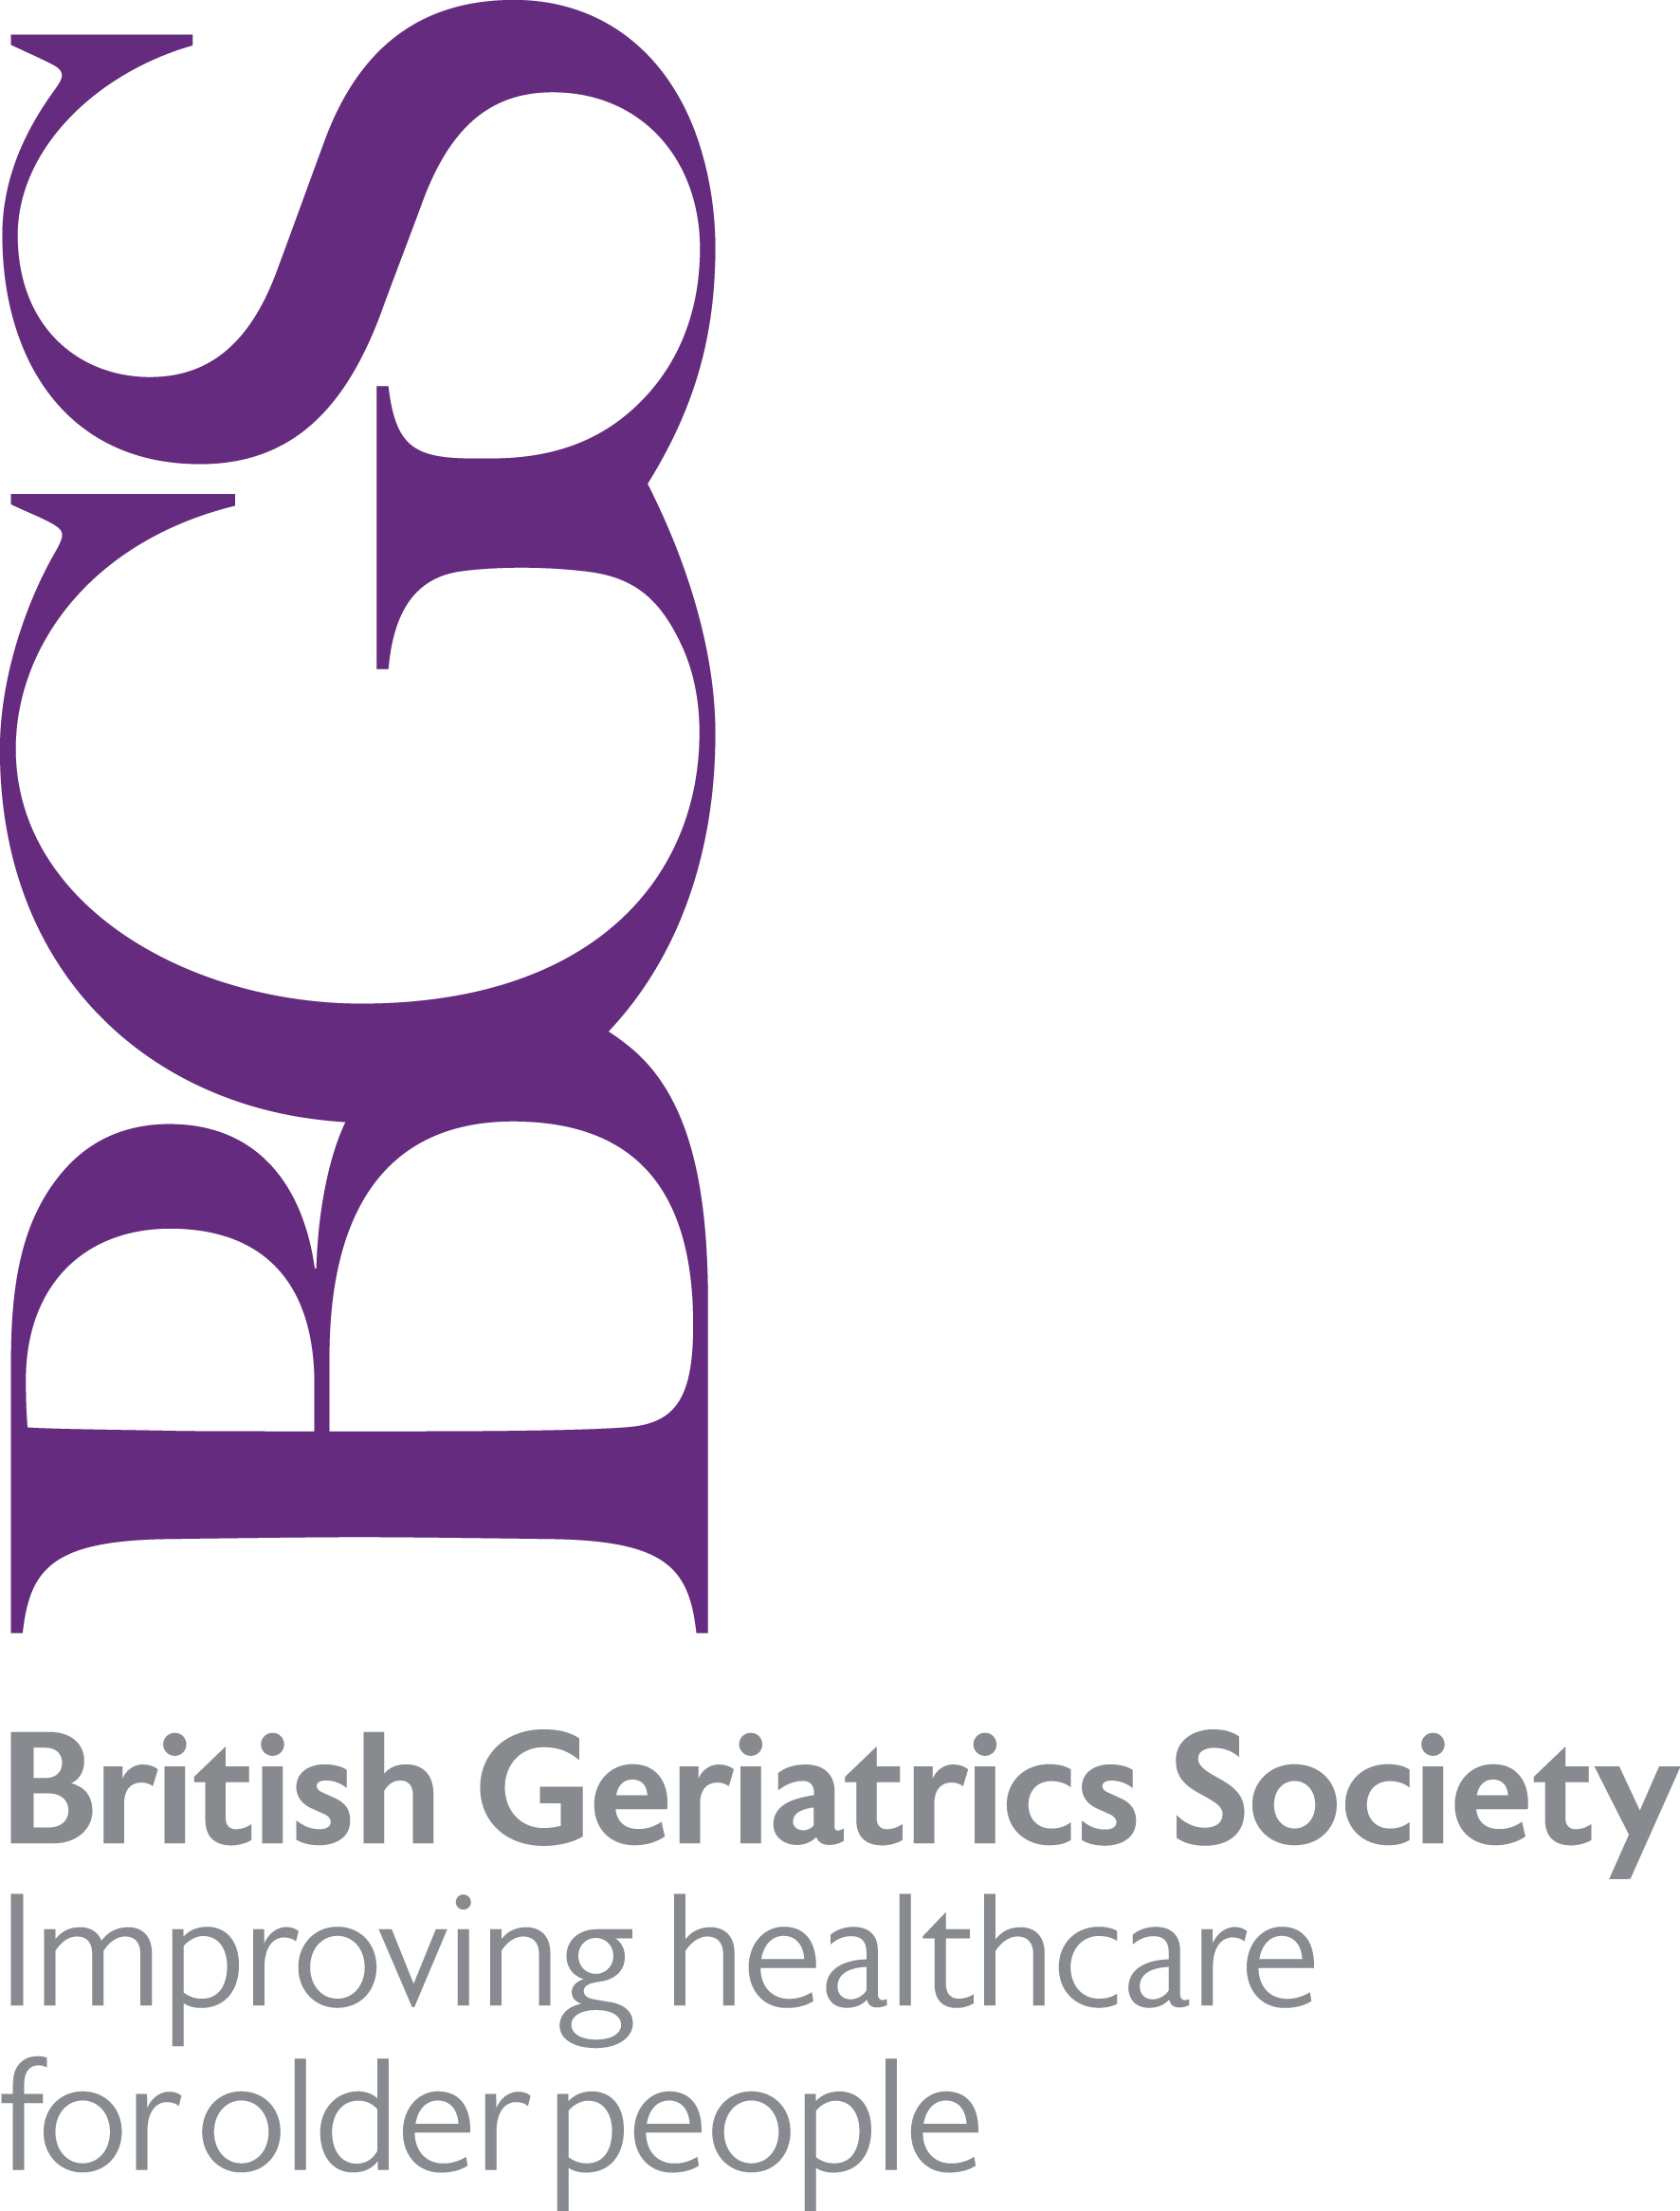 BGS
British Geriatrics Society
Improving healthcare
for older people